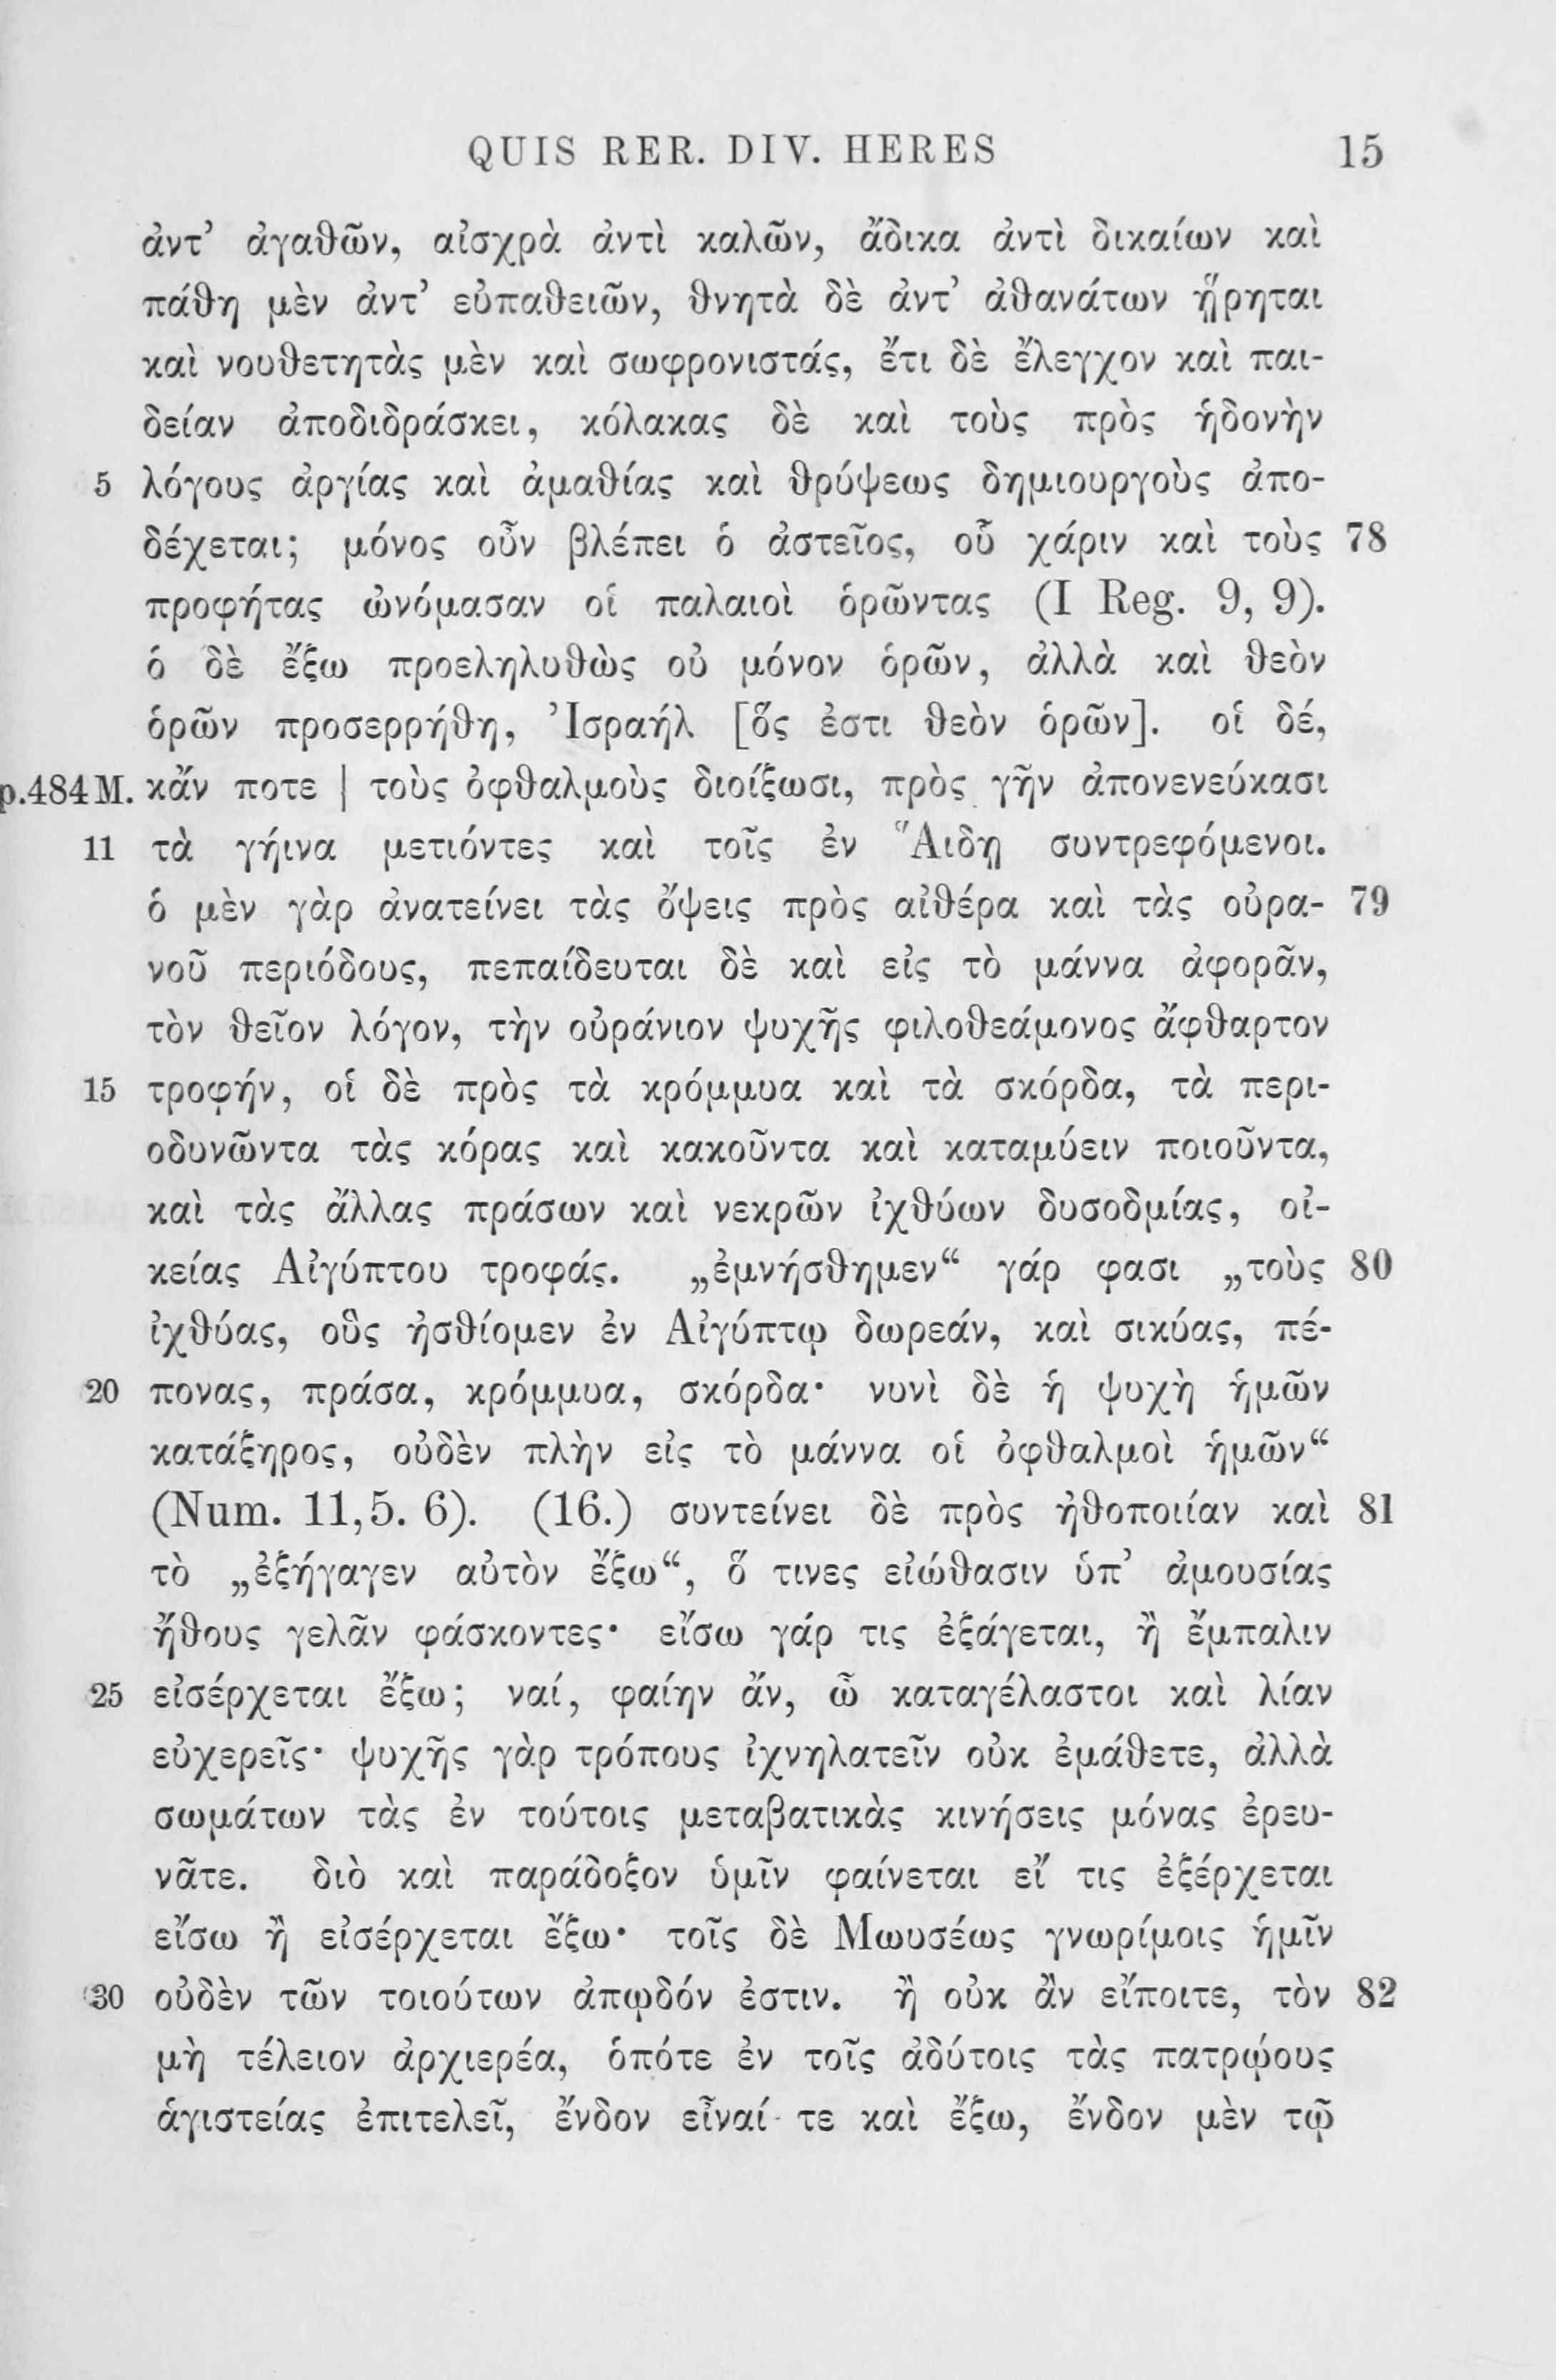 QUIS RER. DIV. HERES 15
ἀντ’ ἀγαθῶν, αἰσχρὰ ἀντὶ καλῶν, ἄδικα ἀντὶ δικαίων καὶ
πάθη μὲν ἀντ’ εὐπαθειῶν, θνητὰ δὲ ἀντ’ ἀθανάτων ᾕρηται
καὶ νουθετητὰς μὲν καὶ σωφρονιστάς, ἔτι δὲ ἔλεγχον καὶ παι-
δείαν ἀποδιδράσκει, κόλακας δὲ καὶ τοὺς πρὸς ἡδονὴν
5 λόγους ἀργίας καὶ ἀμαθίας καὶ θρύψεως δημιουργοὺς ἀπο-
δέχεται; μόνος οὖν βλέπει ὁ ἀστεῖος, οὗ χάριν καὶ τοὺς 78
προφήτας ὠνόμασαν οἱ παλαιοὶ ὁρῶντας (I Reg. 9, 9).
ὁ δὲ ἔξω προεληλυθὼς οὐ μόνον ὁρῶν, ἀλλὰ καὶ θεὸν
ὁρῶν προσερρήθη, Ἰσραήλ [ὅς ἐστι θεὸν ὁρῶν]. οἱ δέ,
p.484 M. κἄν ποτε | τοὺς ὀφθαλμοὺς διοίξωσι, πρὸς γῆν ἀπονενεύκασι
11 τὰ γήινα μετιόντες καὶ τοῖς ἐν Ἅιδῃ συντρεφόμενοι.
ὁ μὲν γὰρ ἀνατείνει τὰς ὄψεις πρὸς αἰθέρα καὶ τὰς οὐρα- 79
νοῦ περιόδους, πεπαίδευται δὲ καὶ εἰς τὸ μάννα ἀφορᾶν,
τὸν θεῖον λόγον, τὴν οὐράνιον ψυχῆς φιλοθεάμονος ἄφθαρτον
15 τροφήν, οἱ δὲ πρὸς τὰ κρόμμυα καὶ τὰ σκόρδα, τὰ περι-
οδυνῶντα τὰς κόρας καὶ κακοῦντα καὶ καταμύειν ποιοῦντα,
καὶ τὰς ἄλλας πράσων καὶ νεκρῶν ἰχθύων δυσοδμίας, οἰ-
κείας Αἰγύπτου τροφάς. „ἐμνήσθημεν“ γάρ φασι „τοὺς 80
ἰχθύας, οὓς ἠσθίομεν ἐν Αἰγύπτῳ δωρεάν, καὶ σικύας, πέ-
20 πονας, πράσα, κρόμμυα, σκόρδα· νυνὶ δὲ ἡ ψυχὴ ἡμῶν
κατάξηρος, οὐδὲν πλὴν εἰς τὸ μάννα οἱ ὀφθαλμοὶ ἡμῶν“
(Num. 11,5. 6). (16.) συντείνει δὲ πρὸς ἠθοποιίαν καὶ 81
τὸ „ἐξήγαγεν αὐτὸν ἔξω“, ὅ τινες εἰώθασιν ὑπ’ ἀμουσίας
ἤθους γελᾶν φάσκοντες· εἴσω γάρ τις ἐξάγεται, ἢ ἔμπαλιν
25 εἰσέρχεται ἔξω; ναί, φαίην ἄν, ὦ καταγέλαστοι καὶ λίαν
εὐχερεῖς· ψυχῆς γὰρ τρόπους ἰχνηλατεῖν οὐκ ἐμάθετε, ἀλλὰ
σωμάτων τὰς ἐν τούτοις μεταβατικὰς κινήσεις μόνας ἐρευ-
νᾶτε. διὸ καὶ παράδοξον ὑμῖν φαίνεται εἴ τις ἐξέρχεται
εἴσω ἢ εἰσέρχεται ἔξω· τοῖς δὲ Μωυσέως γνωρίμοις ἡμῖν
30 οὐδὲν τῶν τοιούτων ἀπῳδόν ἐστιν. ἢ οὐκ ἂν εἴποιτε, τὸν 82
μὴ τέλειον ἀρχιερέα, ὁπότε ἐν τοῖς ἀδύτοις τὰς πατρῴους
ἁγιστείας ἐπιτελεῖ, ἔνδον εἶναί τε καὶ ἔξω, ἔνδον μὲν τῷ